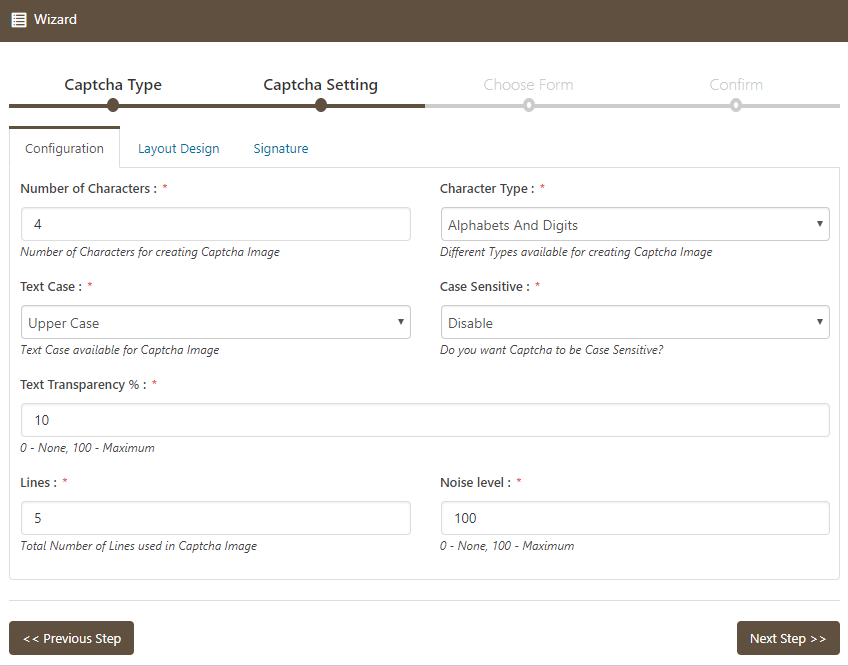 Wizard
Captcha Type Captcha Setting Choose Form Confirm
Configuration Layout Design Signature
Number of Characters : * Character Type : *
4 Alphabets And Digits
Number of Characters for creating Captcha Image Different Types available for creating Captcha Image
Text Case : * Case Sensitive : *
Upper Case Disable
Text Case available for Captcha Image Do you want Captcha to be Case Sensitive?
Text Transparency % : *
10
0 - None, 100 - Maximum
Lines : * Noise level : *
5 100
Total Number of Lines used in Captcha Image 0 - None, 100 - Maximum
<< Previous Step Next Step >>